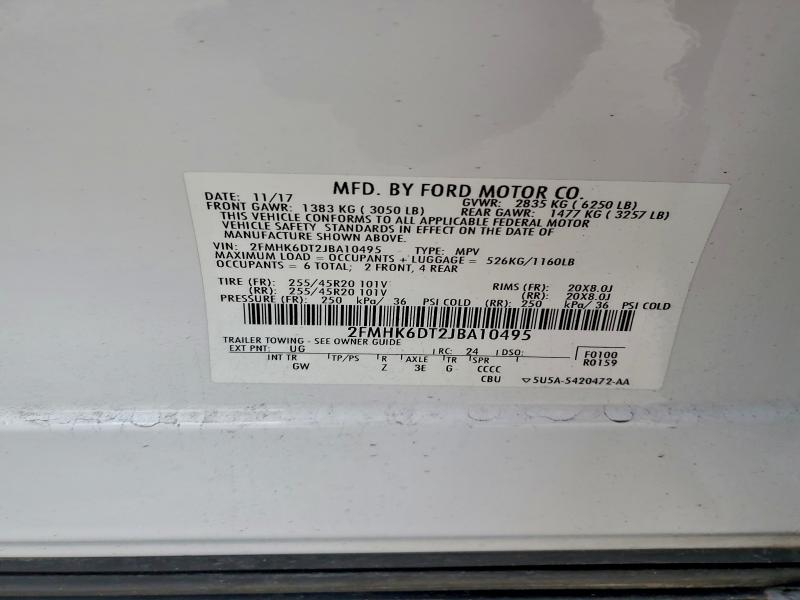 MFD. BY FORD MOTOR CO.
DATE: 11/17 GVWR: 2835 KG ( 6250 LB)
FRONT GAWR: 1383 KG ( 3050 LB) REAR GAWR: 1477 KG ( 3257 LB)
THIS VEHICLE CONFORMS TO ALL APPLICABLE FEDERAL MOTOR
VEHICLE SAFETY STANDARDS IN EFFECT ON THE DATE OF
MANUFACTURE SHOWN ABOVE.
VIN: 2FMHK6DT2JBA10495 TYPE: MPV
MAXIMUM LOAD = OCCUPANTS + LUGGAGE = 526KG/1160LB
OCCUPANTS = 6 TOTAL; 2 FRONT, 4 REAR
TIRE (FR): 255/45R20 101V RIMS (FR): 20X8.0J
(RR): 255/45R20 101V (RR): 20X8.0J
PRESSURE (FR): 250 kPa/ 36 PSI COLD (RR): 250 kPa/ 36 PSI COLD
2FMHK6DT2JBA10495
TRAILER TOWING - SEE OWNER GUIDE
EXT PNT: UG RC: 24 DSO: F0100
R0159
INT TR TP/PS R AXLE TR SPR
GW Z 3E G CCCC
CBU ▽5U5A-5420472-AA